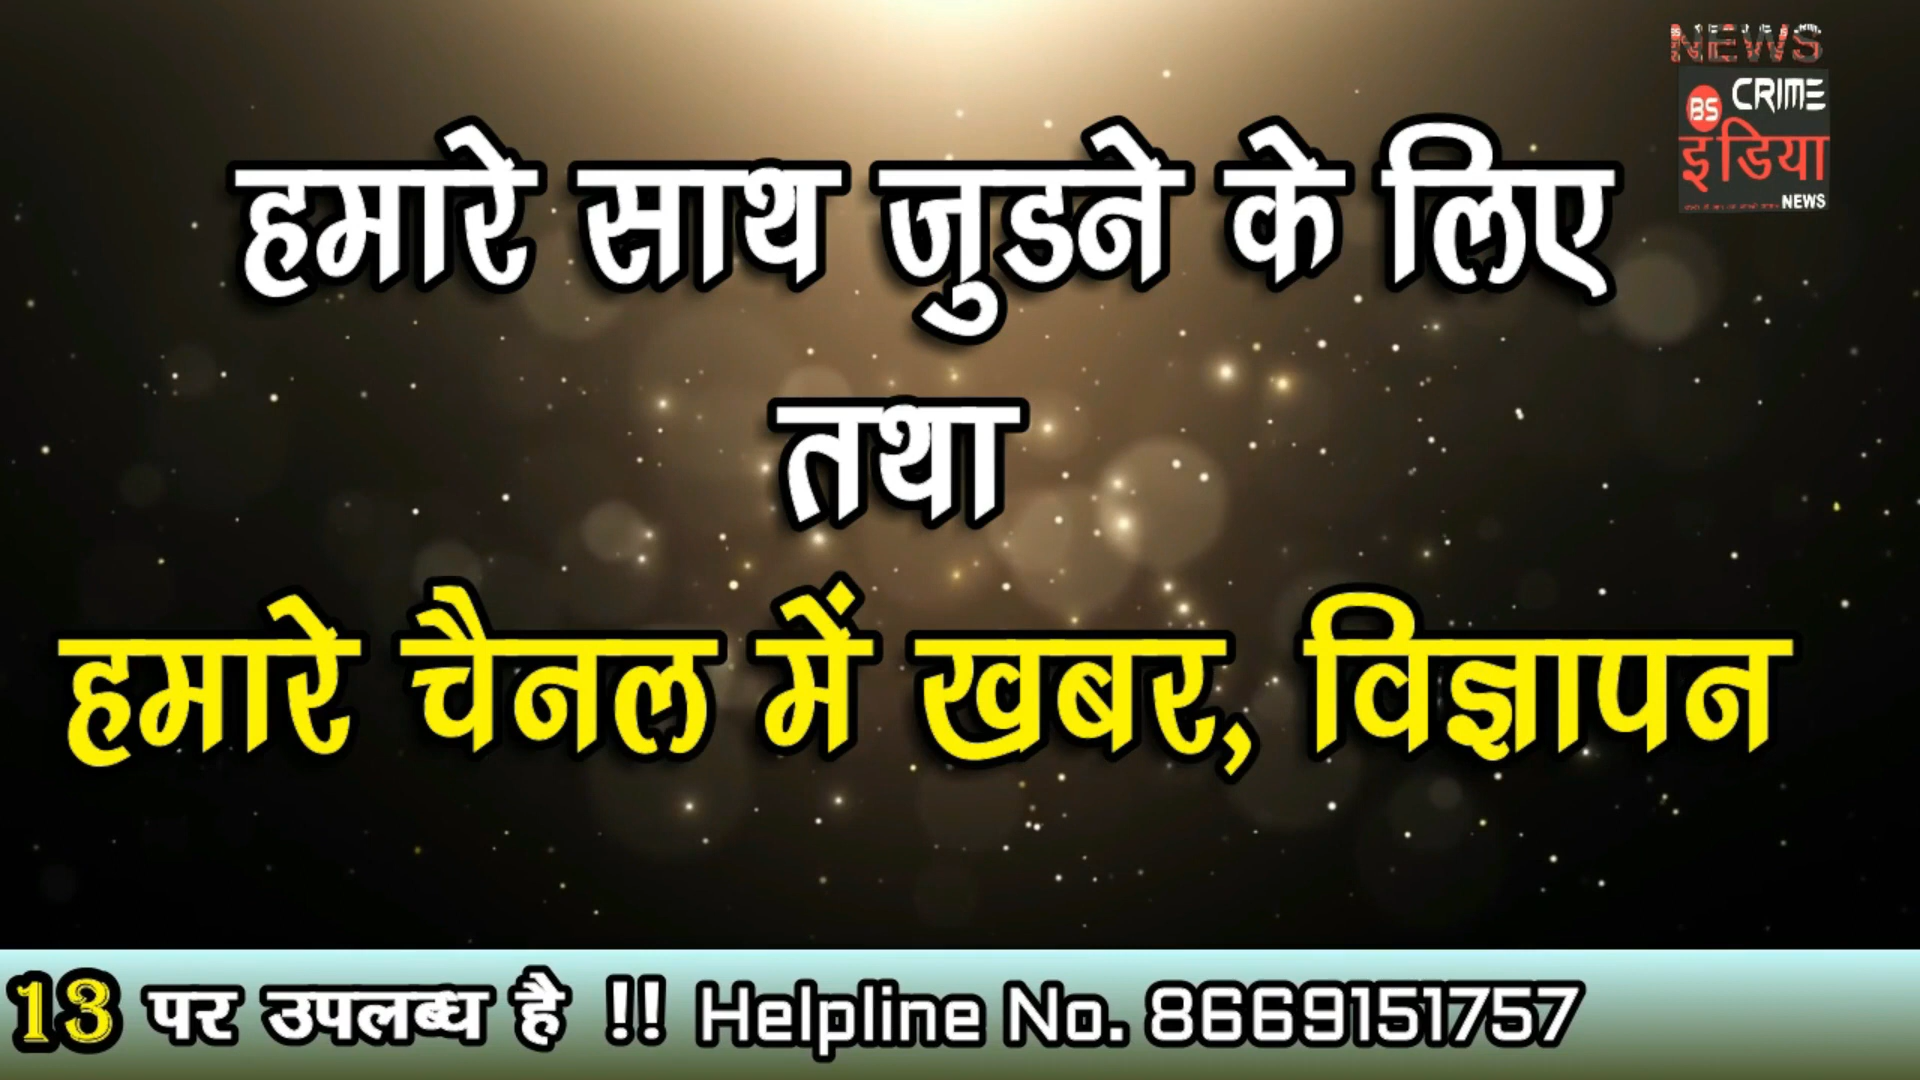 NEWS
BS CRIME
इंडिया
NEWS
हमारे साथ जुडने के लिए
तथा
हमारे चैनल में खबर, विज्ञापन
13 पर उपलब्ध है !! Helpline No. 8669151757